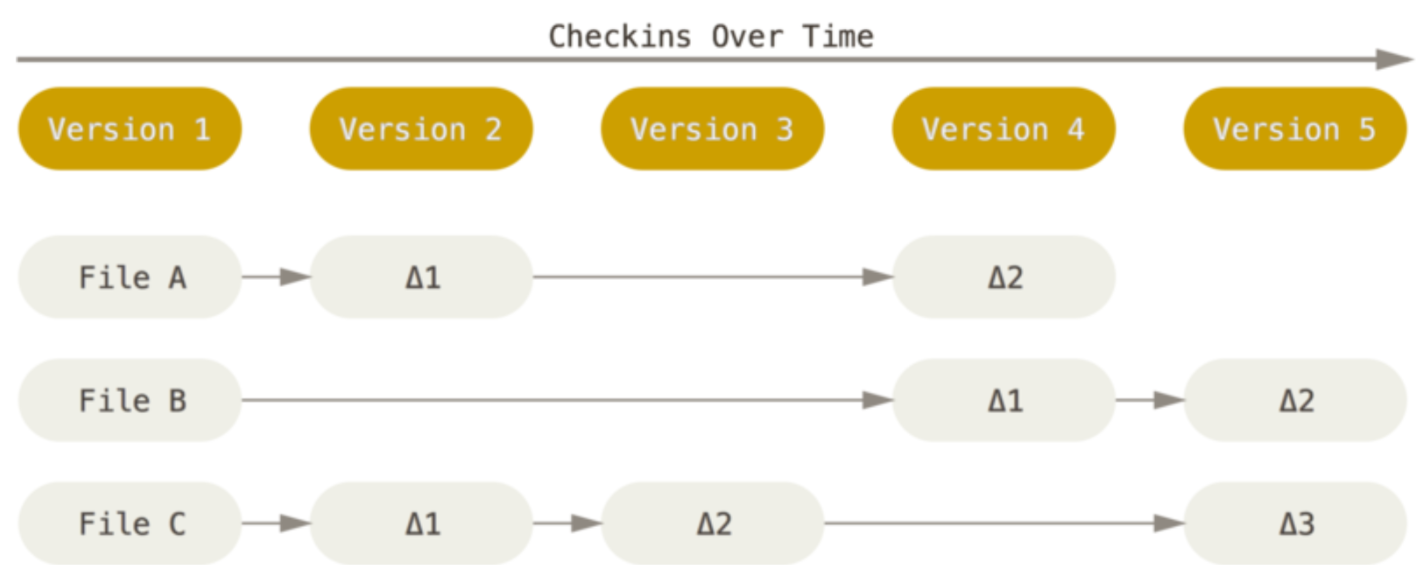 Checkins Over Time
Version 1 Version 2 Version 3 Version 4 Version 5
File A Δ1 Δ2
File B Δ1 Δ2
File C Δ1 Δ2 Δ3